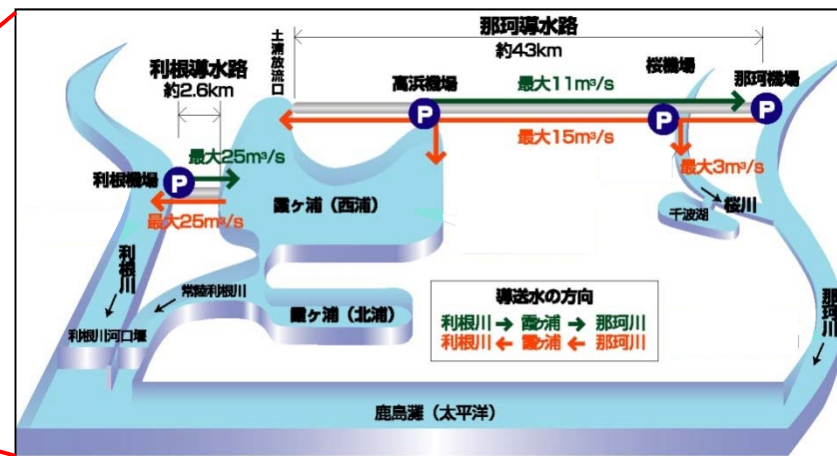 那珂導水路
約43km
土浦放流口
利根導水路
約2.6km
高浜機場
最大11m³/s
桜機場
那珂機場
P
P
P
最大15m³/s
最大3m³/s
最大25m³/s
利根機場
P
最大25m³/s
霞ヶ浦（西浦）
千波湖
桜川
利根川
常陸利根川
霞ヶ浦（北浦）
利根川河口堰
導送水の方向
利根川 → 霞ヶ浦 → 那珂川
利根川 ← 霞ヶ浦 ← 那珂川
那珂川
鹿島灘（太平洋）